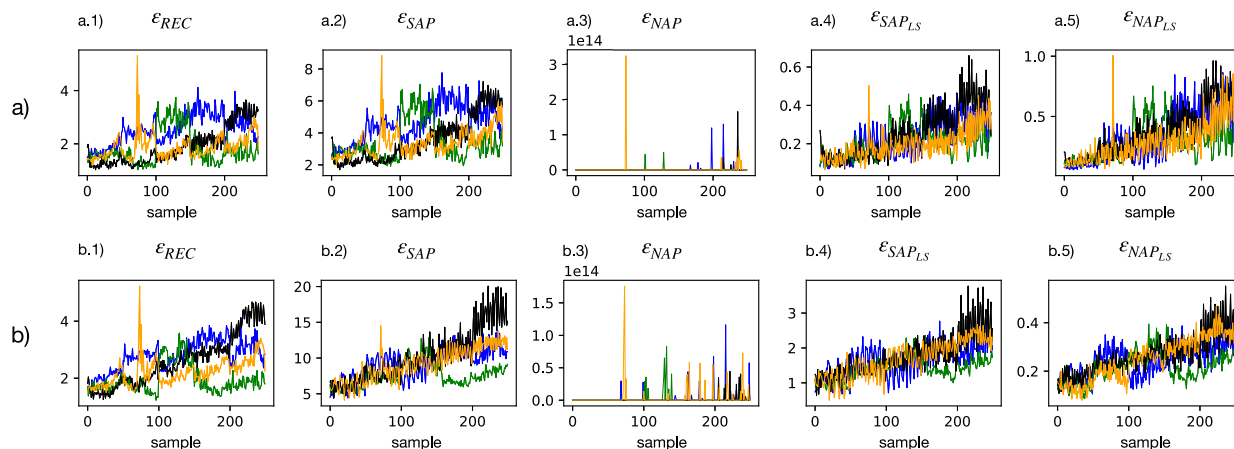 a.1) ε_REC a.2) ε_SAP a.3) ε_NAP a.4) ε_SAP_LS a.5) ε_NAP_LS
1e14
4 2
8 6 4 2
3 2 1 0
0.6 0.4 0.2
1.0 0.5
a)
0 100 200 0 100 200 0 100 200 0 100 200 0 100 200
sample sample sample sample sample
b.1) ε_REC b.2) ε_SAP b.3) ε_NAP b.4) ε_SAP_LS b.5) ε_NAP_LS
1e14
4 2
20 15 10 5
1.5 1.0 0.5 0.0
3 2 1
0.4 0.2
b)
0 100 200 0 100 200 0 200 0 100 200 0 100 200
sample sample sample sample sample